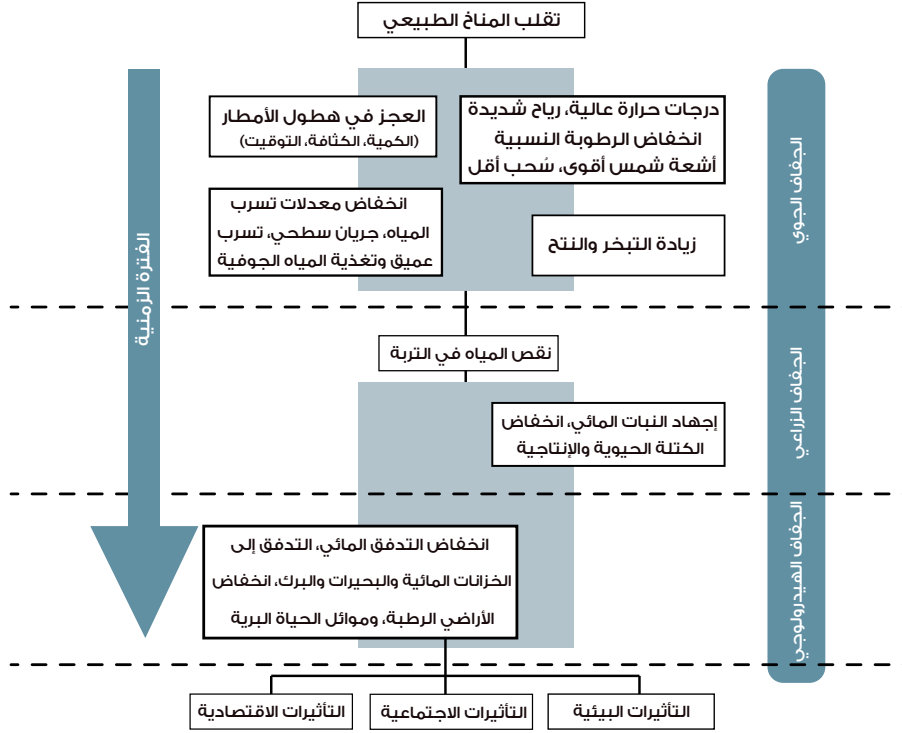 تقلب المناخ الطبيعي
درجات حرارة عالية، رياح شديدة
انخفاض الرطوبة النسبية
أشعة شمس أقوى، سُحب أقل
العجز في هطول الأمطار
(الكمية، الكثافة، التوقيت)
زيادة التبخر والنتح
انخفاض معدلات تسرب
المياه، جريان سطحي، تسرب
عميق وتغذية المياه الجوفية
الجفاف الجوي
الفترة الزمنية
نقص المياه في التربة
إجهاد النبات المائي، انخفاض
الكتلة الحيوية والإنتاجية
الجفاف الزراعي
انخفاض التدفق المائي، التدفق إلى
الخزانات المائية والبحيرات والبرك، انخفاض
الأراضي الرطبة، وموائل الحياة البرية
الجفاف الهيدرولوجي
التأثيرات البيئية
التأثيرات الاجتماعية
التأثيرات الاقتصادية